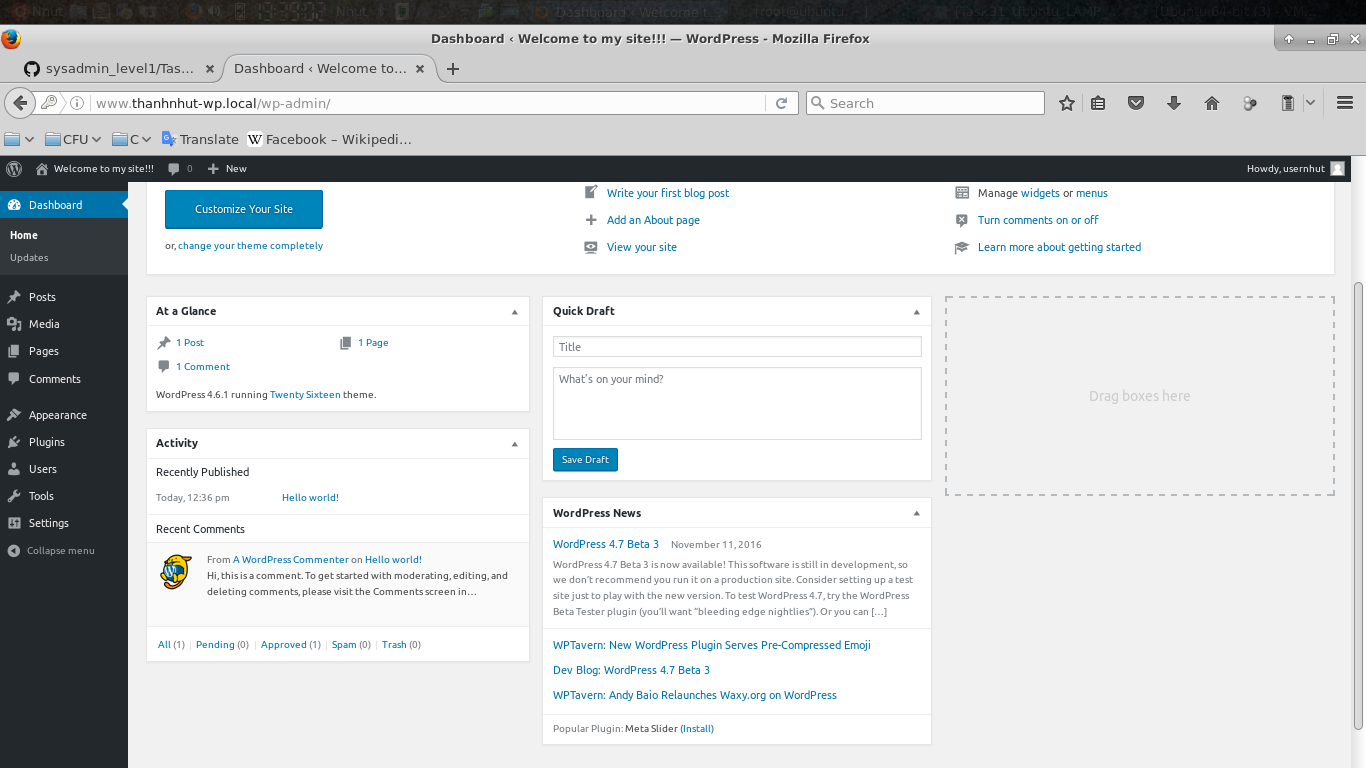 Dashboard ‹ Welcome to my site!!! — WordPress - Mozilla Firefox
sysadmin_level1/Tas…
Dashboard ‹ Welcome to…
www.thanhnhut-wp.local/wp-admin/
Search
CFU
C
Translate
W Facebook – Wikipedi…
Welcome to my site!!!
0
New
Howdy, usernhut
Dashboard
Home
Updates
Posts
Media
Pages
Comments
Appearance
Plugins
Users
Tools
Settings
Collapse menu
Customize Your Site
or, change your theme completely
Write your first blog post
Add an About page
View your site
Manage widgets or menus
Turn comments on or off
Learn more about getting started
At a Glance
1 Post
1 Page
1 Comment
WordPress 4.6.1 running Twenty Sixteen theme.
Activity
Recently Published
Today, 12:36 pm
Hello world!
Recent Comments
From A WordPress Commenter on Hello world!
Hi, this is a comment. To get started with moderating, editing, and
deleting comments, please visit the Comments screen in…
All (1) | Pending (0) | Approved (1) | Spam (0) | Trash (0)
Quick Draft
Title
What's on your mind?
Save Draft
WordPress News
WordPress 4.7 Beta 3 November 11, 2016
WordPress 4.7 Beta 3 is now available! This software is still in development, so
we don't recommend you run it on a production site. Consider setting up a test
site just to play with the new version. To test WordPress 4.7, try the WordPress
Beta Tester plugin (you'll want “bleeding edge nightlies”). Or you can […]
WPTavern: New WordPress Plugin Serves Pre-Compressed Emoji
Dev Blog: WordPress 4.7 Beta 3
WPTavern: Andy Baio Relaunches Waxy.org on WordPress
Popular Plugin: Meta Slider (Install)
Drag boxes here